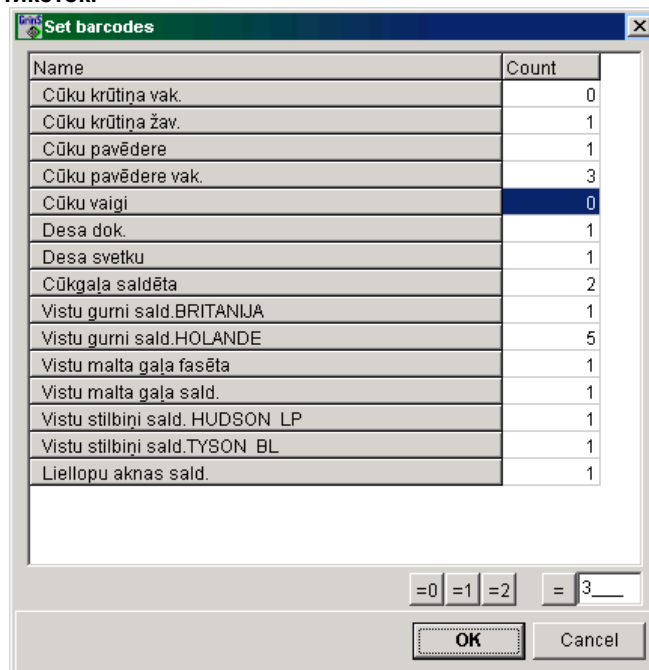 GrinS
Set barcodes
Name Count
Cūku krūtiņa vak. 0
Cūku krūtiņa žav. 1
Cūku pavēdere 1
Cūku pavēdere vak. 3
Cūku vaigi 0
Desa dok. 1
Desa svetku 1
Cūkgaļa saldēta 2
Vistu gurni sald.BRITANIJA 1
Vistu gurni sald.HOLANDE 5
Vistu malta gaļa fasēta 1
Vistu malta gaļa sald. 1
Vistu stilbiņi sald. HUDSON LP 1
Vistu stilbiņi sald.TYSON BL 1
Liellopu aknas sald. 1
=0 =1 =2 = 3___
OK Cancel